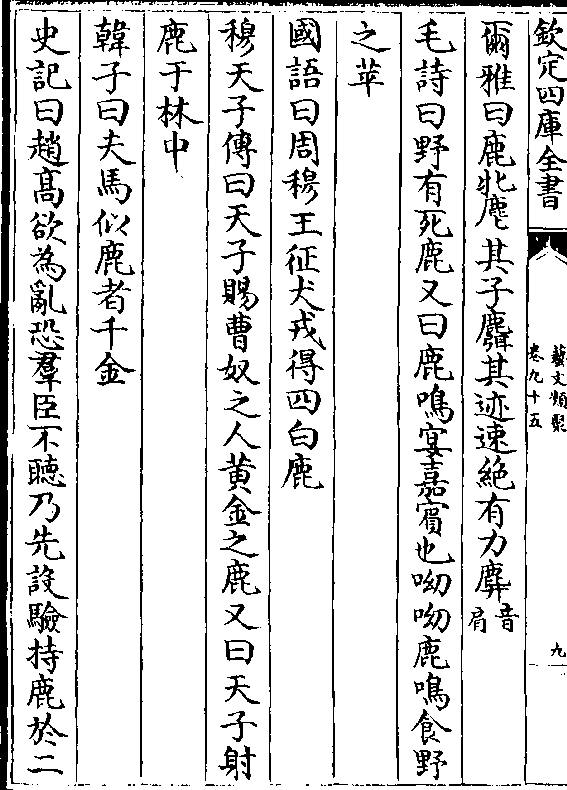 欽定四庫全書
藝文類聚
卷九十五
九
爾雅曰鹿牝麀其子麛其迹速絶有力麉音肩
毛詩曰野有死鹿又曰鹿鳴宴嘉賓也呦呦鹿鳴食野
之苹
國語曰周穆王征犬戎得四白鹿
穆天子傳曰天子賜曹奴之人黄金之鹿又曰天子射
鹿于林中
韓子曰夫馬似鹿者千金
史記曰趙髙欲為亂恐羣臣不聽乃先設驗持鹿於二